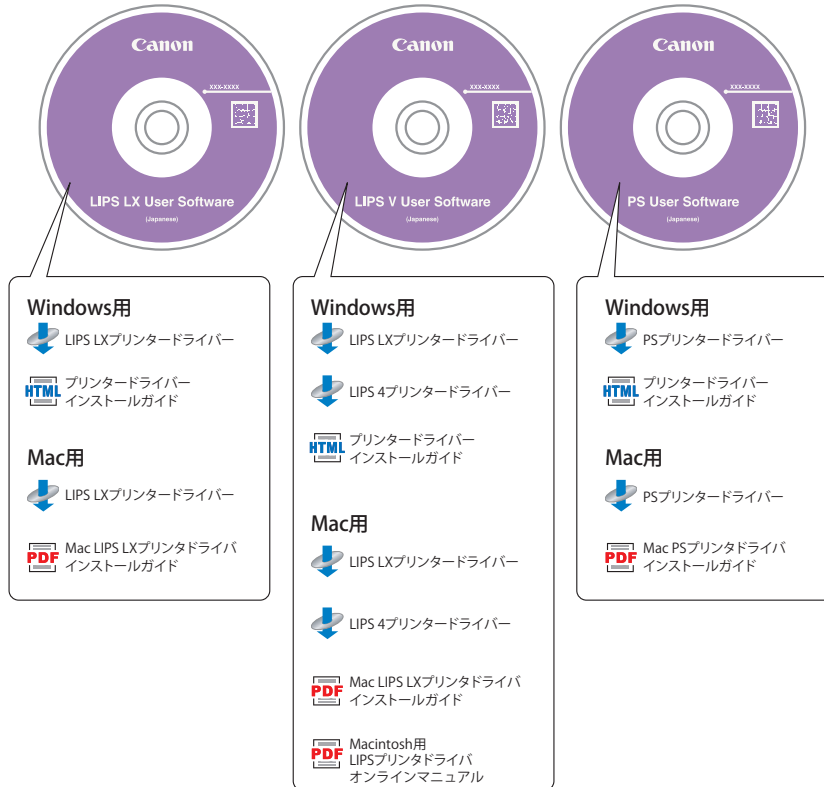 Canon
XXX-XXXX
LIPS LX User Software
(Japanese)
Canon
XXX-XXXX
LIPS V User Software
(Japanese)
Canon
XXX-XXXX
PS User Software
(Japanese)
Windows用
LIPS LXプリンタードライバー
HTML
プリンタードライバー
インストールガイド
Mac用
LIPS LXプリンタードライバー
PDF
Mac LIPS LXプリンタドライバ
インストールガイド
Windows用
LIPS LXプリンタードライバー
LIPS 4プリンタードライバー
HTML
プリンタードライバー
インストールガイド
Mac用
LIPS LXプリンタードライバー
LIPS 4プリンタードライバー
PDF
Mac LIPS LXプリンタドライバ
インストールガイド
PDF
Macintosh用
LIPSプリンタドライバ
オンラインマニュアル
Windows用
PSプリンタードライバー
HTML
プリンタードライバー
インストールガイド
Mac用
PSプリンタードライバー
PDF
Mac PSプリンタドライバ
インストールガイド